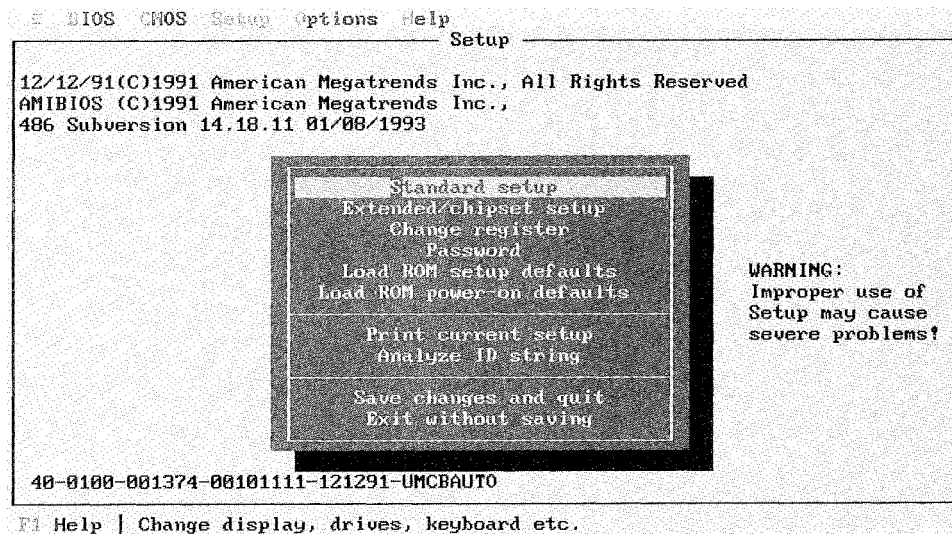 ≡ BIOS CMOS Setup Options Help
Setup
12/12/91(C)1991 American Megatrends Inc., All Rights Reserved
AMIBIOS (C)1991 American Megatrends Inc.,
486 Subversion 14.18.11 01/08/1993
Standard setup
Extended/chipset setup
Change register
Password
Load ROM setup defaults
Load ROM power-on defaults
Print current setup
Analyze ID string
Save changes and quit
Exit without saving
WARNING:
Improper use of
Setup may cause
severe problems!
40-0100-001374-00101111-121291-UMCBAUTO
F1 Help | Change display, drives, keyboard etc.